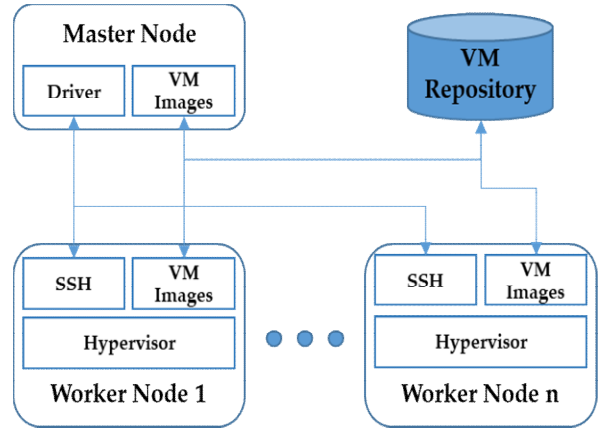 Master Node
Driver
VM
Images
VM
Repository
SSH
VM
Images
Hypervisor
Worker Node 1
SSH
VM
Images
Hypervisor
Worker Node n